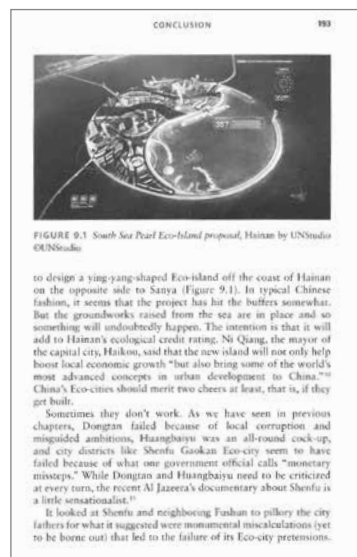 CONCLUSION 193
FIGURE 9.1 South Sea Pearl Eco-Island proposal, Hainan by UNStudio
©UNStudio
to design a ying-yang-shaped Eco-island off the coast of Hainan
on the opposite side to Sanya (Figure 9.1). In typical Chinese
fashion, it seems that the project has hit the buffers somewhat.
But the groundworks raised from the sea are in place and so
something will undoubtedly happen. The intention is that it will
add to Hainan's ecological credit rating. Ni Qiang, the mayor of
the capital city, Haikou, said that the new island will not only help
boost local economic growth "but also bring some of the world's
most advanced concepts in urban development to China."
China's Eco-cities should merit two cheers at least, that is, if they
get built.
Sometimes they don't work. As we have seen in previous
chapters, Dongtan failed because of local corruption and
misguided ambitions, Huangbaiyu was an all-round cock-up,
and city districts like Shenfu Gaokan Eco-city seem to have
failed because of what one government official calls "monetary
missteps." While Dongtan and Huangbaiyu need to be criticized
at every turn, the recent Al Jazeera's documentary about Shenfu is
a little sensationalist.
It looked at Shenfu and neighboring Fushun to pillory the city
fathers for what it suggested were monumental miscalculations (yet
to be borne out) that led to the failure of its Eco-city pretensions.